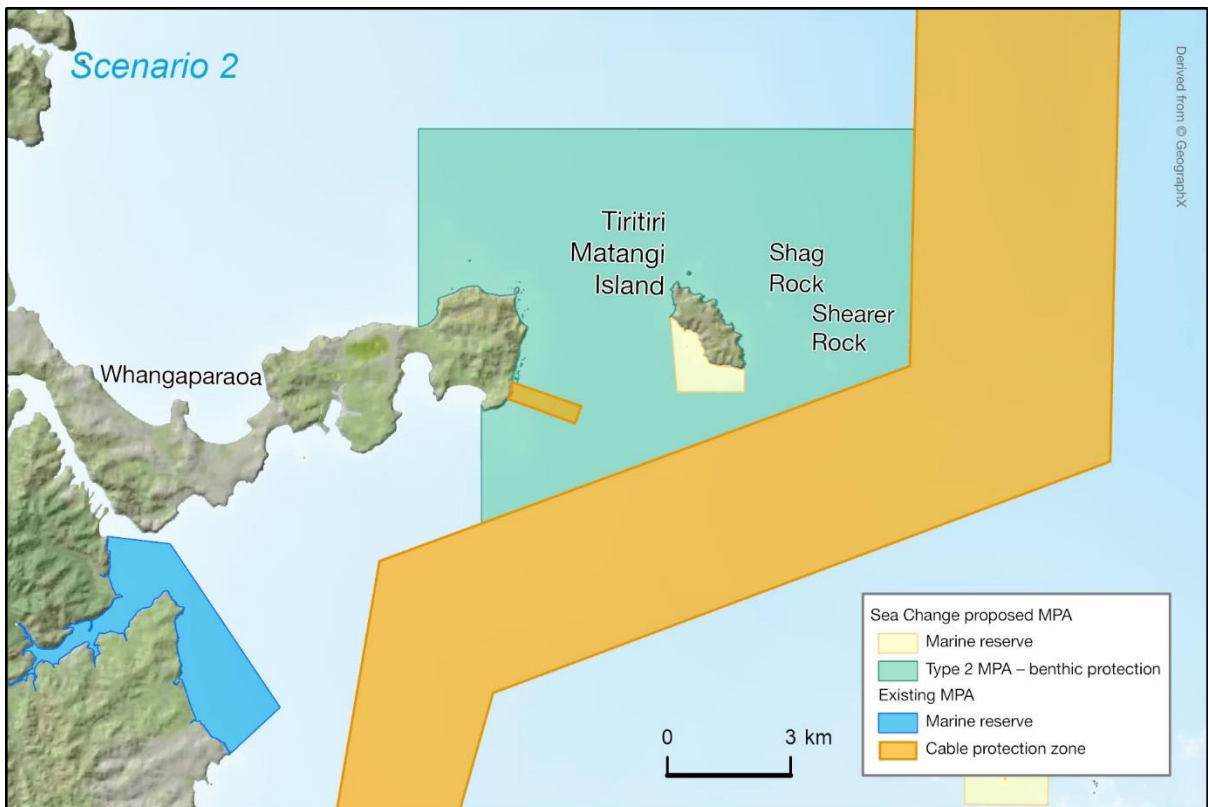 Scenario 2
Derived from © GeographX
Tiritiri
Matangi
Island
Shag
Rock
Shearer
Rock
Whangaparaoa
0 3 km
Sea Change proposed MPA
Marine reserve
Type 2 MPA – benthic protection
Existing MPA
Marine reserve
Cable protection zone